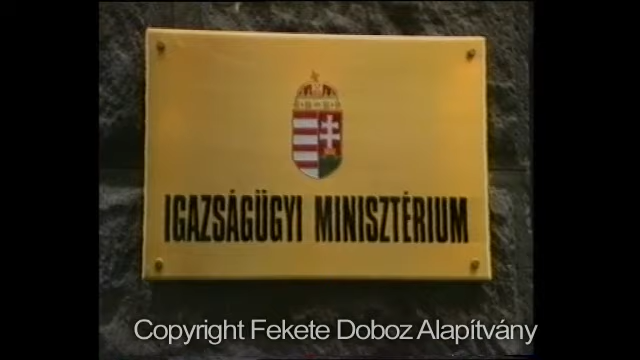 IGAZSÁGÜGYI MINISZTÉRIUM
Copyright Fekete Doboz Alapítvány